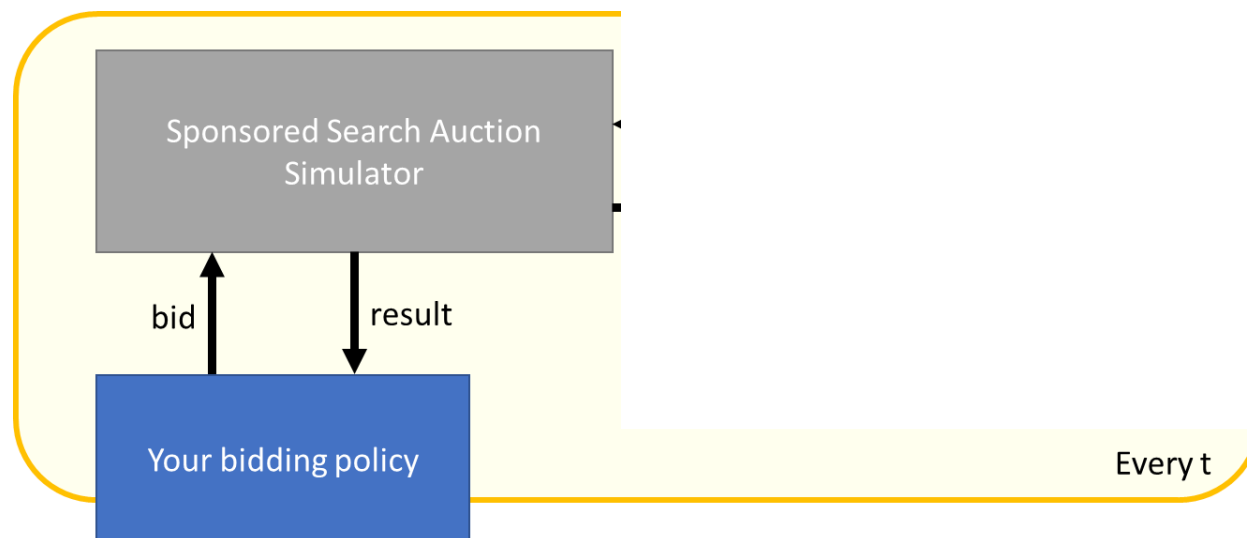 Sponsored Search Auction
Simulator
bid
result
Your bidding policy
Every t